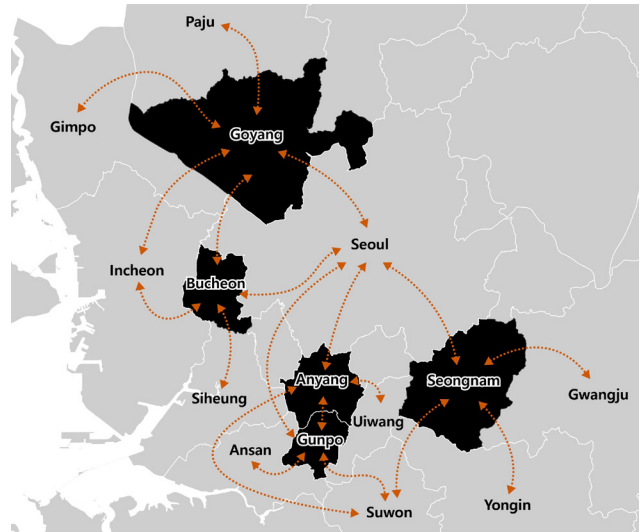 Paju
Gimpo
Goyang
Seoul
Incheon
Bucheon
Anyang
Seongnam
Siheung
Gwangju
Uiwang
Gunpo
Ansan
Suwon
Yongin